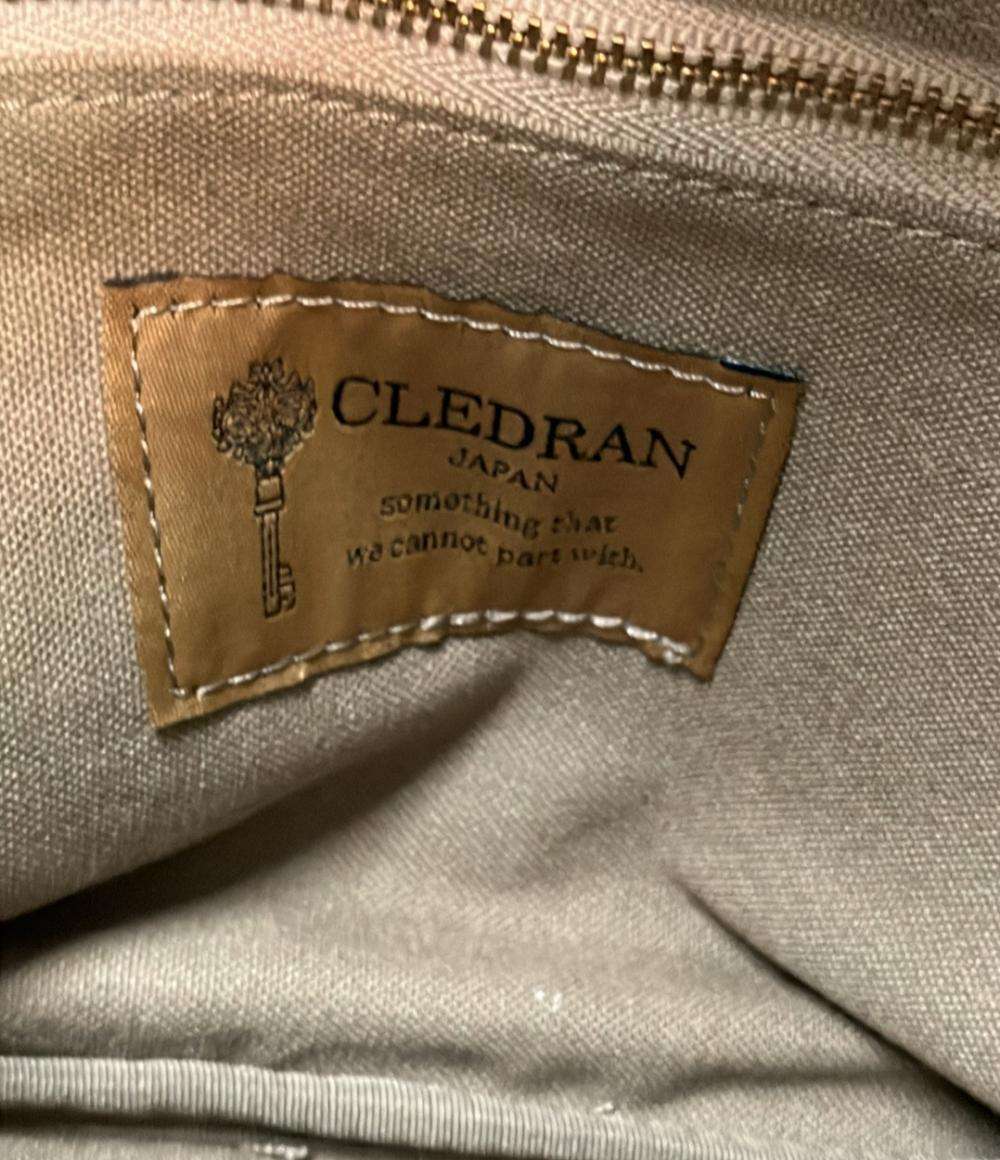 CLEDRAN
JAPAN
something that
we cannot part with.